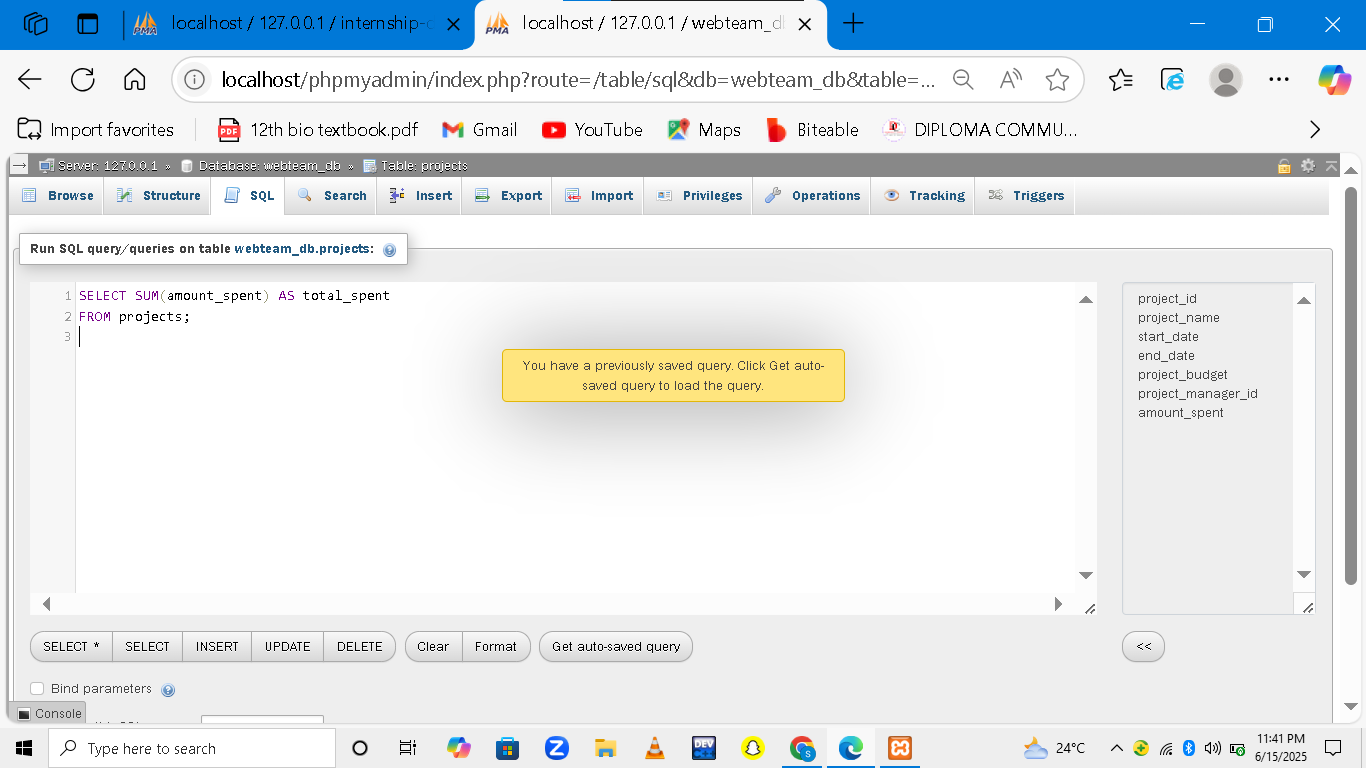 localhost / 127.0.0.1 / internship-
localhost / 127.0.0.1 / webteam_d
localhost/phpmyadmin/index.php?route=/table/sql&db=webteam_db&table=...
Import favorites
PDF
12th bio textbook.pdf
Gmail
YouTube
Maps
Biteable
DIPLOMA COMMU...
Server: 127.0.0.1 » Database: webteam_db » Table: projects
Browse Structure SQL Search Insert Export Import Privileges Operations Tracking Triggers
Run SQL query/queries on table webteam_db.projects:
1 SELECT SUM(amount_spent) AS total_spent
2 FROM projects;
3
You have a previously saved query. Click Get auto-
saved query to load the query.
project_id
project_name
start_date
end_date
project_budget
project_manager_id
amount_spent
SELECT * SELECT INSERT UPDATE DELETE Clear Format Get auto-saved query <<
Bind parameters
Console
Type here to search
DEV
24°C
11:41 PM
6/15/2025